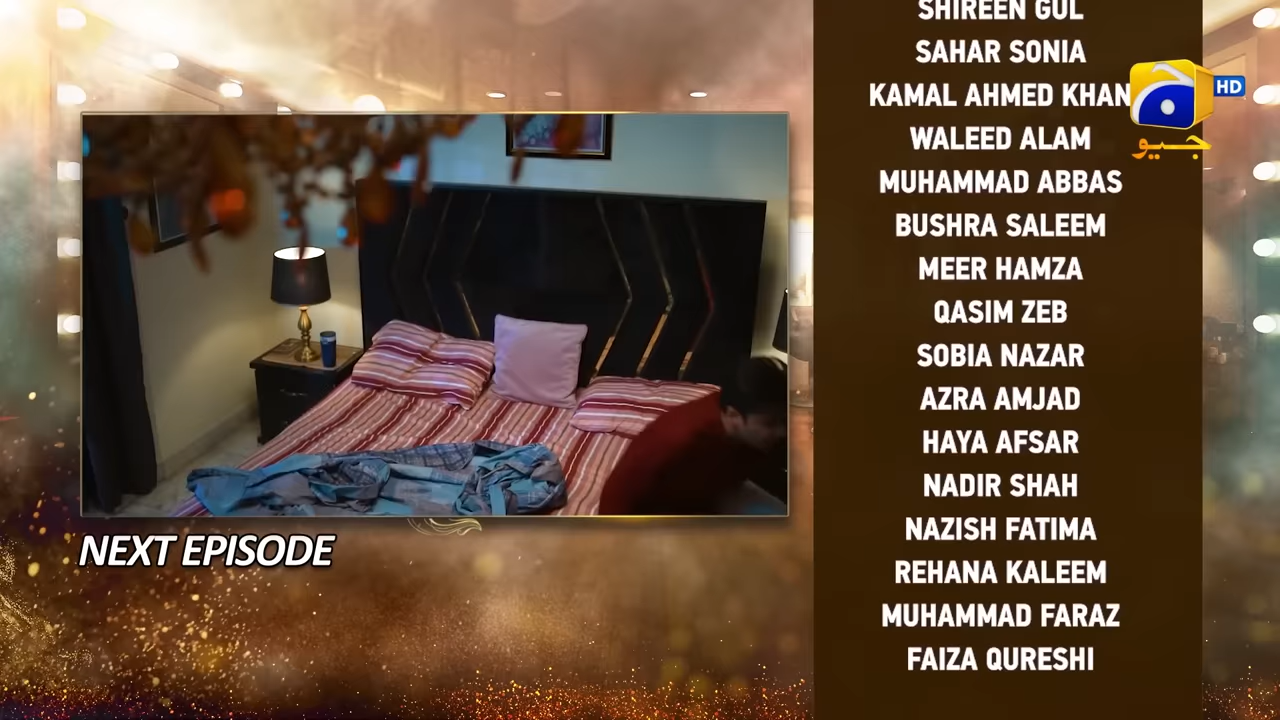 SHIREEN GUL
SAHAR SONIA
KAMAL AHMED KHAN
WALEED ALAM
MUHAMMAD ABBAS
BUSHRA SALEEM
MEER HAMZA
QASIM ZEB
SOBIA NAZAR
AZRA AMJAD
HAYA AFSAR
NADIR SHAH
NAZISH FATIMA
REHANA KALEEM
MUHAMMAD FARAZ
FAIZA QURESHI
HD
جیو
NEXT EPISODE